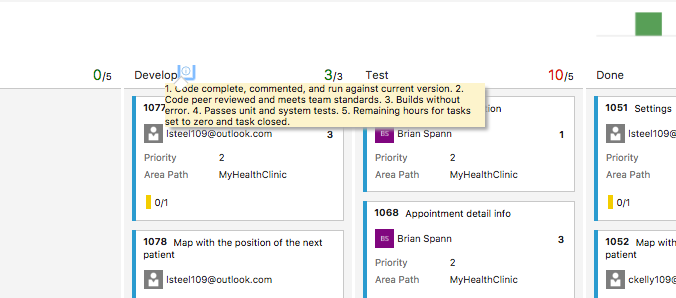 0/5
Develop
3/3
Test
10/5
Done
1. Code complete, commented, and run against current version. 2.
Code peer reviewed and meets team standards. 3. Builds without
error. 4. Passes unit and system tests. 5. Remaining hours for tasks
set to zero and task closed.
1077
lsteel109@outlook.com
3
Priority 2
Area Path MyHealthClinic
0/1
1078 Map with the position of the next
patient
lsteel109@outlook.com
BS Brian Spann
1
Priority 2
Area Path MyHealthClinic
1068 Appointment detail info
BS Brian Spann
3
Priority 2
Area Path MyHealthClinic
1051 Settings
lsteel109@
Priority
Area Path
1052 Map with
patient
ckelly109@